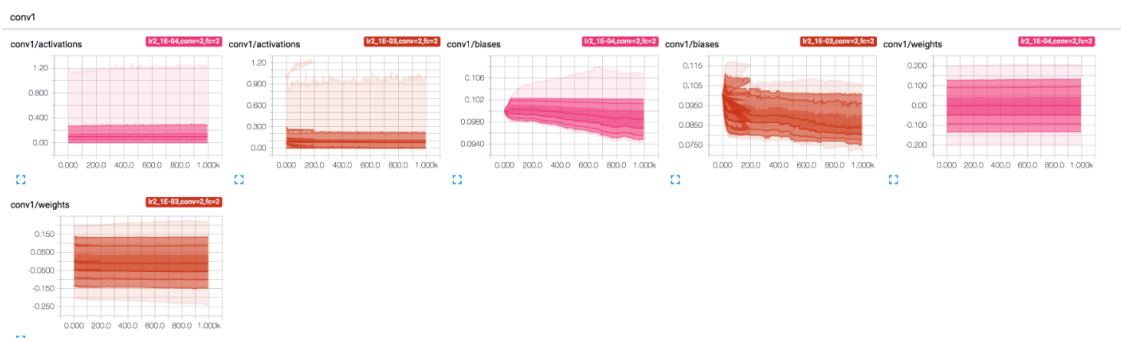 conv1
conv1/activations lr2_1E-04,conv=2,fc=2
1.20
0.800
0.400
0.00
0.000 200.0 400.0 600.0 800.0 1.000k
conv1/activations lr2_1E-03,conv=2,fc=2
1.20
0.900
0.600
0.300
0.00
0.000 200.0 400.0 600.0 800.0 1.000k
conv1/biases lr2_1E-04,conv=2,fc=2
0.106
0.102
0.0980
0.0940
0.000 200.0 400.0 600.0 800.0 1.000k
conv1/biases lr2_1E-03,conv=2,fc=2
0.115
0.105
0.0950
0.0850
0.0750
0.000 200.0 400.0 600.0 800.0 1.000k
conv1/weights lr2_1E-04,conv=2,fc=2
0.200
0.100
0.00
-0.100
-0.200
0.000 200.0 400.0 600.0 800.0 1.000k
conv1/weights lr2_1E-03,conv=2,fc=2
0.150
0.0500
-0.0500
-0.150
-0.250
0.000 200.0 400.0 600.0 800.0 1.000k